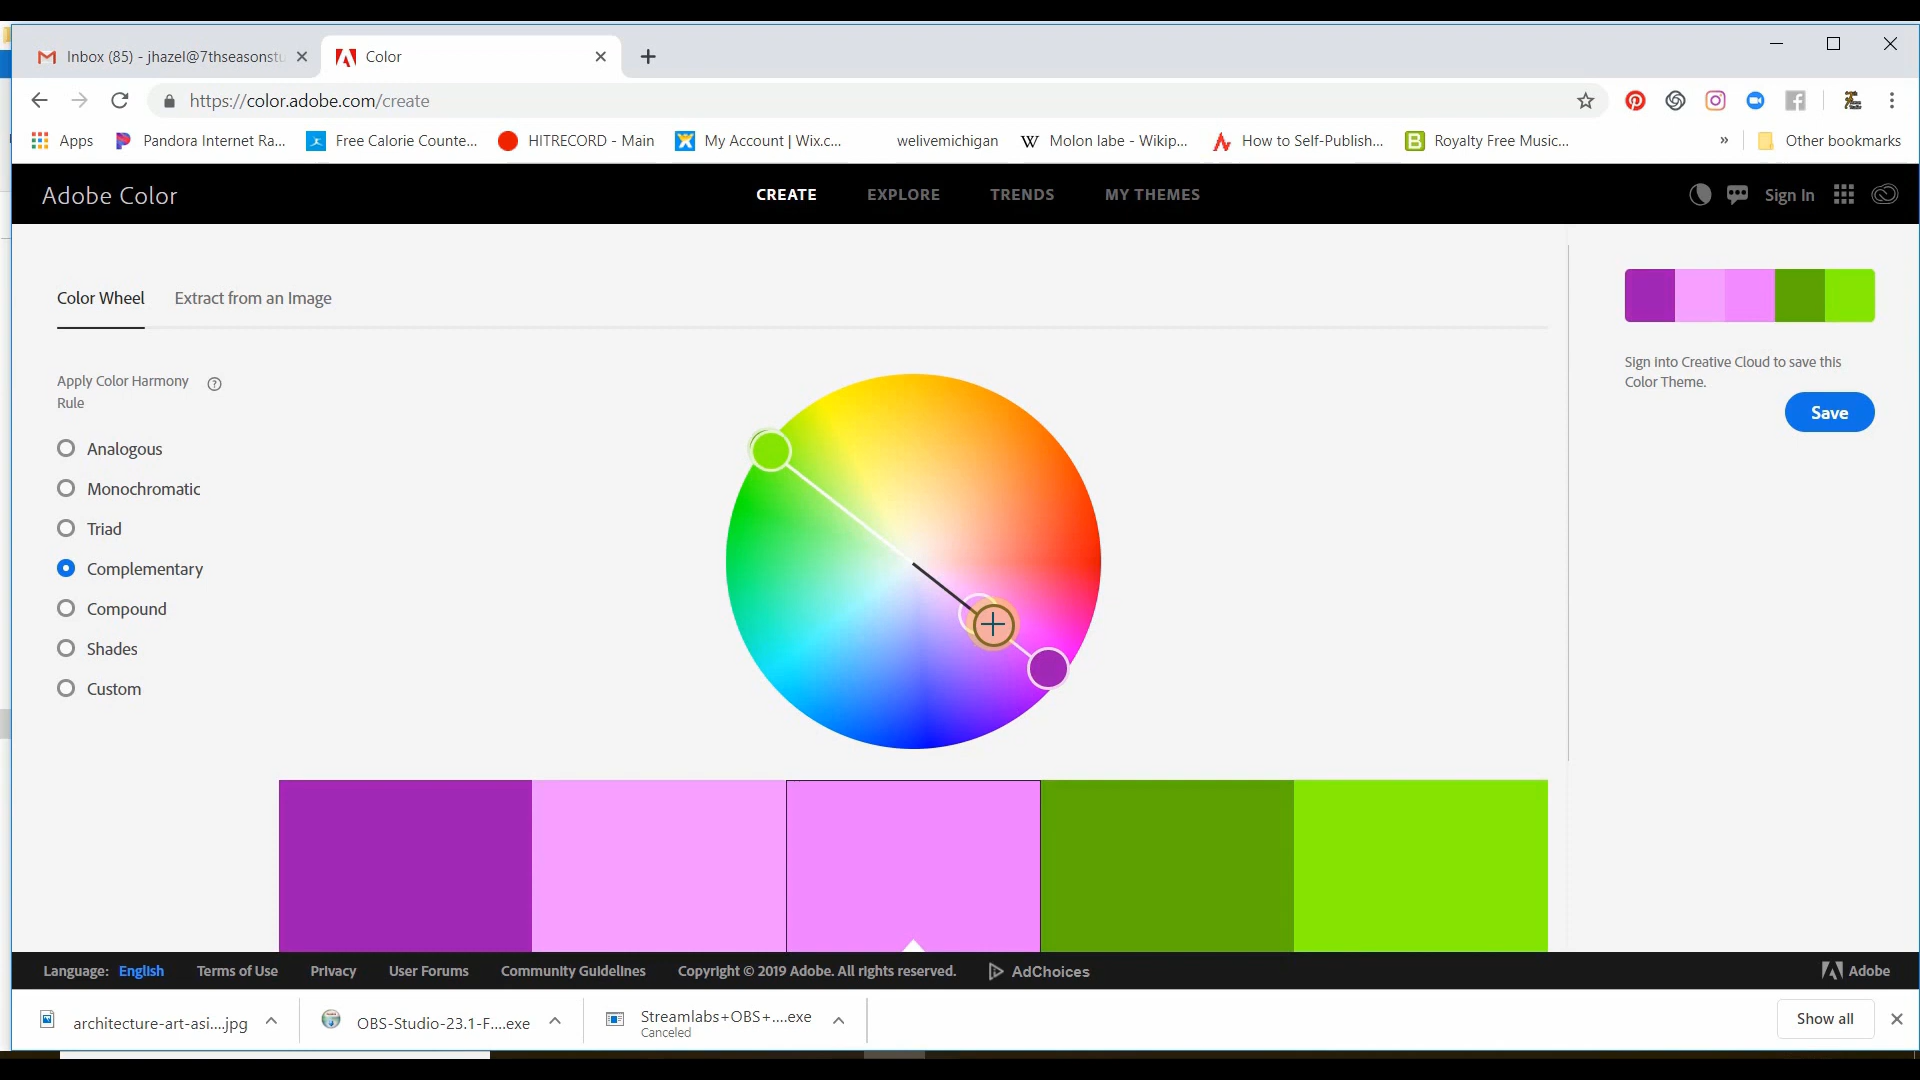 Inbox (85) - jhazel@7thseasonstu
Color
https://color.adobe.com/create
Apps
Pandora Internet Ra...
Free Calorie Counte...
HITRECORD - Main
My Account | Wix.c...
welivemichigan
W Molon labe - Wikip...
How to Self-Publish...
B Royalty Free Music...
»
Other bookmarks
Adobe Color
CREATE
EXPLORE
TRENDS
MY THEMES
Sign In
Color Wheel
Extract from an Image
Apply Color Harmony
Rule
?
Analogous
Monochromatic
Triad
Complementary
Compound
Shades
Custom
Sign into Creative Cloud to save this
Color Theme.
Save
Language: English
Terms of Use
Privacy
User Forums
Community Guidelines
Copyright © 2019 Adobe. All rights reserved.
AdChoices
Adobe
architecture-art-asi....jpg
OBS-Studio-23.1-F....exe
Streamlabs+OBS+....exe
Canceled
Show all